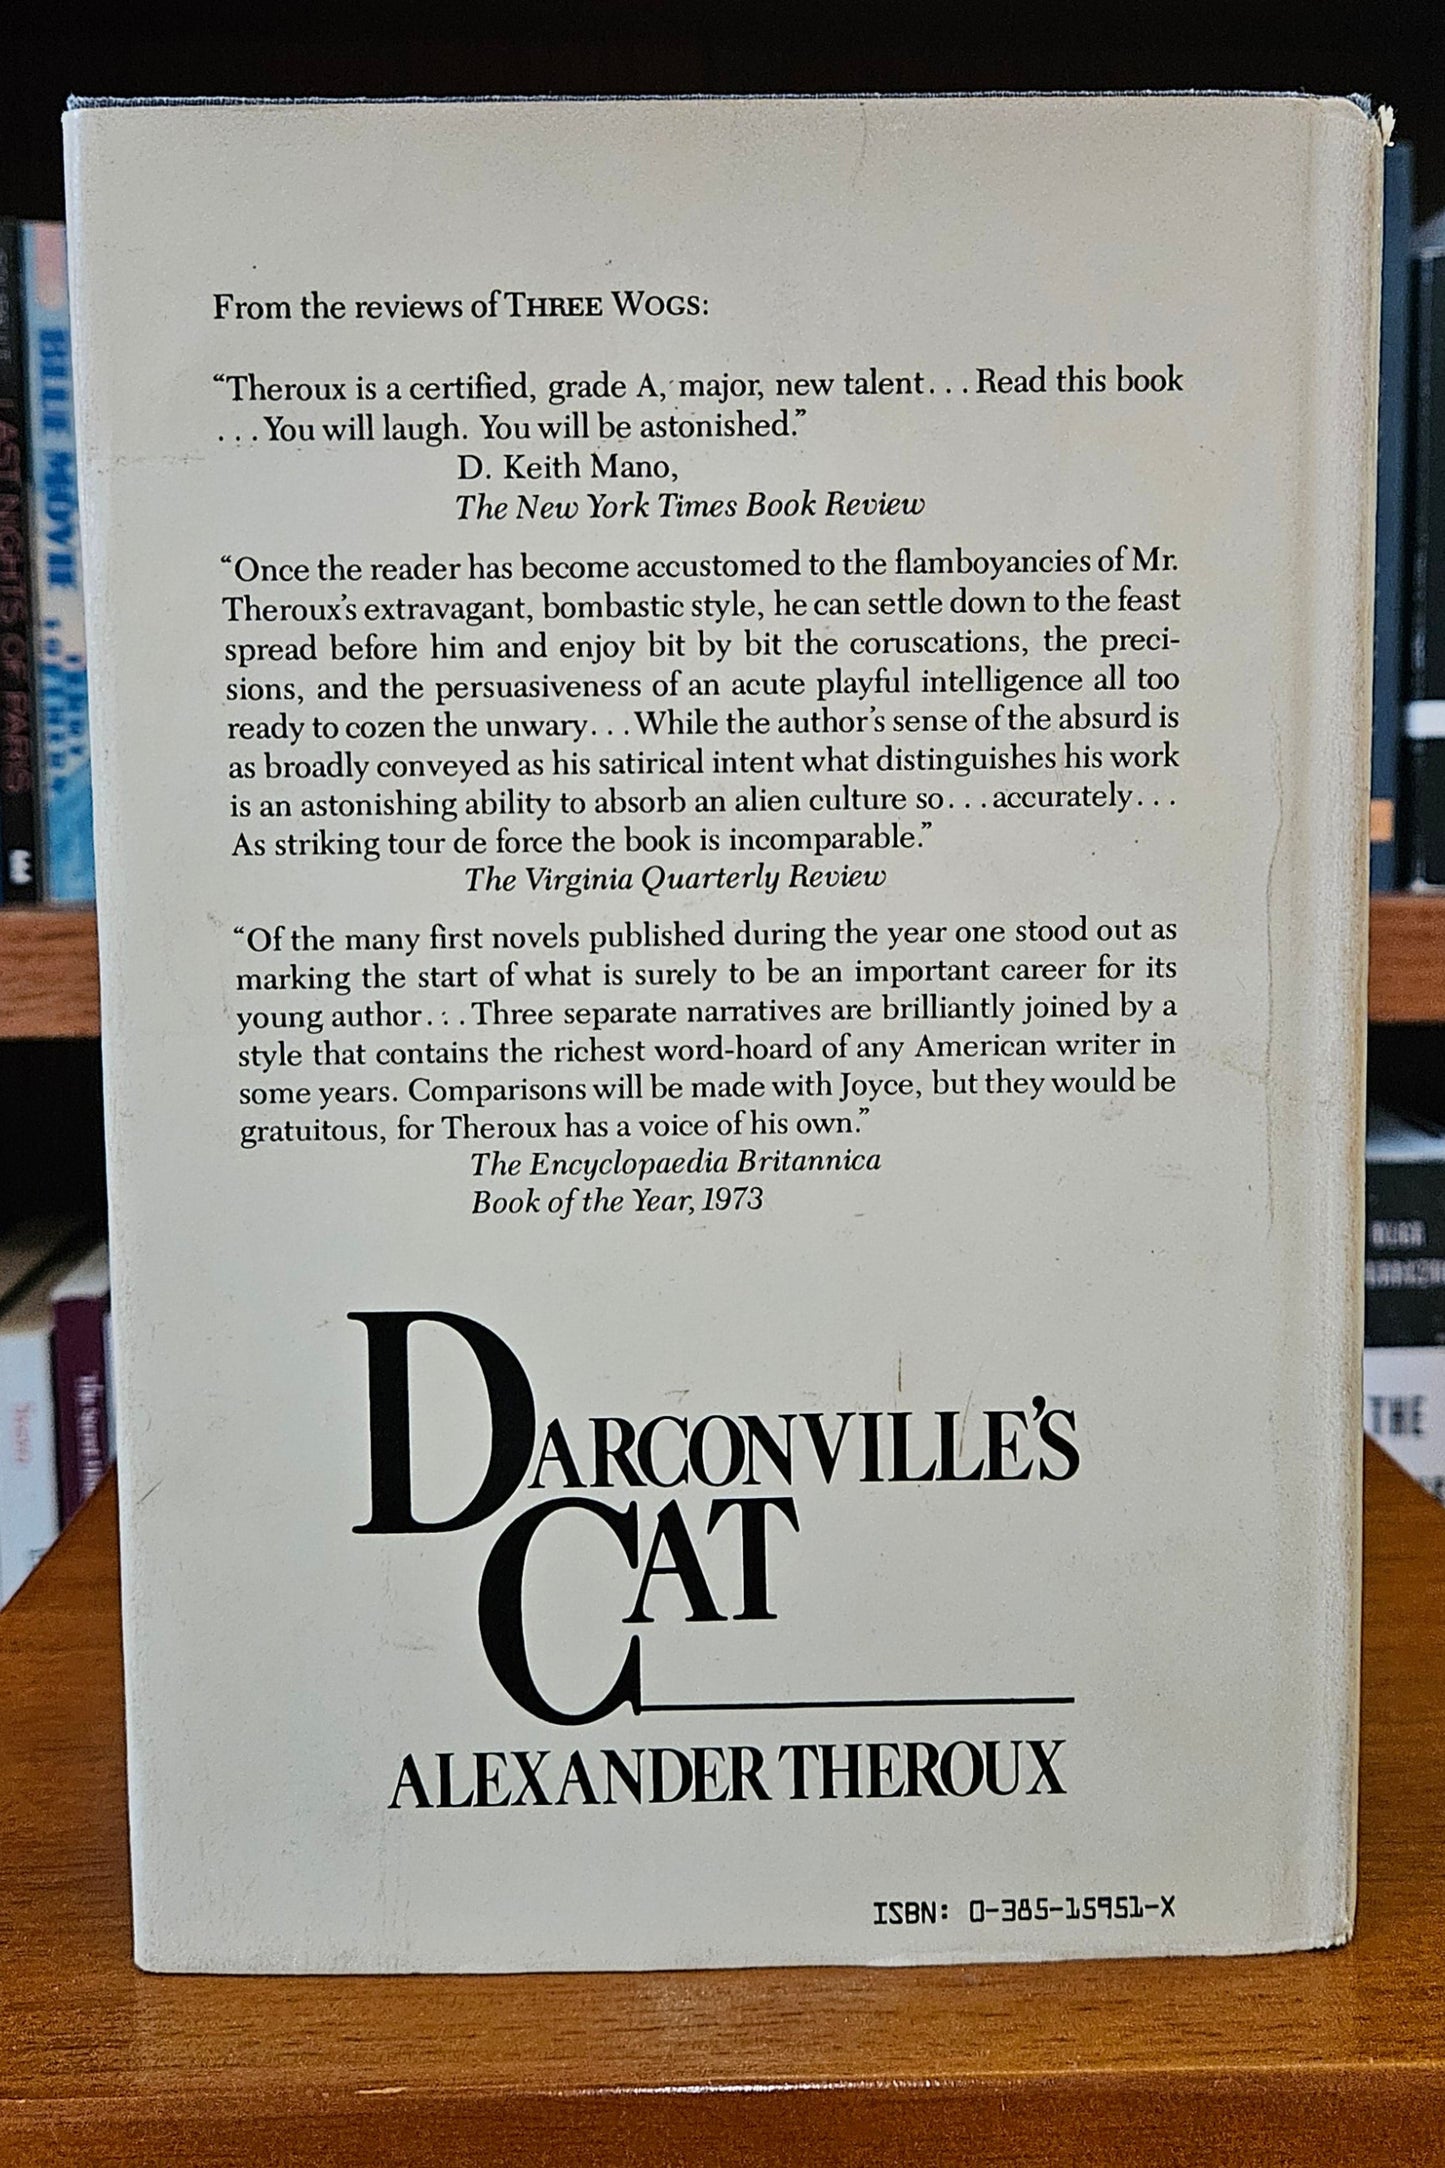 From the reviews of THREE WOGS:
“Theroux is a certified, grade A, major, new talent. . . Read this book
. . . You will laugh. You will be astonished.”
D. Keith Mano,
The New York Times Book Review
“Once the reader has become accustomed to the flamboyancies of Mr.
Theroux’s extravagant, bombastic style, he can settle down to the feast
spread before him and enjoy bit by bit the coruscations, the preci-
sions, and the persuasiveness of an acute playful intelligence all too
ready to cozen the unwary. . . While the author’s sense of the absurd is
as broadly conveyed as his satirical intent what distinguishes his work
is an astonishing ability to absorb an alien culture so. . . accurately. . .
As striking tour de force the book is incomparable.”
The Virginia Quarterly Review
“Of the many first novels published during the year one stood out as
marking the start of what is surely to be an important career for its
young author. . . Three separate narratives are brilliantly joined by a
style that contains the richest word-hoard of any American writer in
some years. Comparisons will be made with Joyce, but they would be
gratuitous, for Theroux has a voice of his own.”
The Encyclopaedia Britannica
Book of the Year, 1973
DARCONVILLE’S
CAT
ALEXANDER THEROUX
ISBN: 0-385-15951-X
LAST NIGHTS OF PARIS
BLUE MOVIE
THE